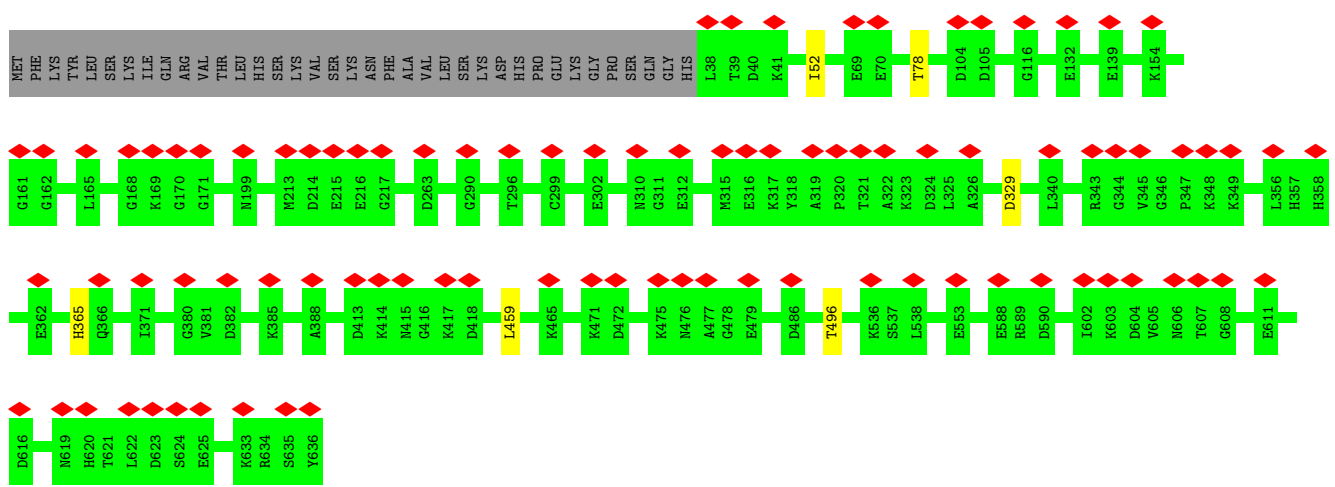 MET PHE LYS TYR LEU SER LYS ILE GLN ARG VAL THR LEU HIS SER LYS VAL SER LYS ASN PHE ALA VAL LEU SER LYS ASP HIS PRO GLU LYS GLY PRO SER GLN GLY HIS L38 T39 D40 K41 I52 E69 E70 T78 D104 D105 G116 E132 E139 K154
G161 G162 L165 G168 K169 G170 G171 N199 M213 D214 E215 E216 G217 D263 G290 T296 C299 E302 N310 G311 E312 M315 E316 K317 Y318 A319 P320 T321 A322 K323 D324 L325 A326 D329 L340 R343 G344 V345 G346 P347 K348 K349 L356 H357 H358
E362 H365 Q366 I371 G380 V381 D382 K385 A388 D413 K414 N415 G416 K417 D418 L459 K465 K471 D472 K475 N476 A477 G478 E479 D486 T496 K536 S537 L538 E553 E588 R589 D590 I602 K603 D604 V605 N606 T607 G608 E611
D616 N619 H620 T621 L622 D623 S624 E625 K633 R634 S635 Y636